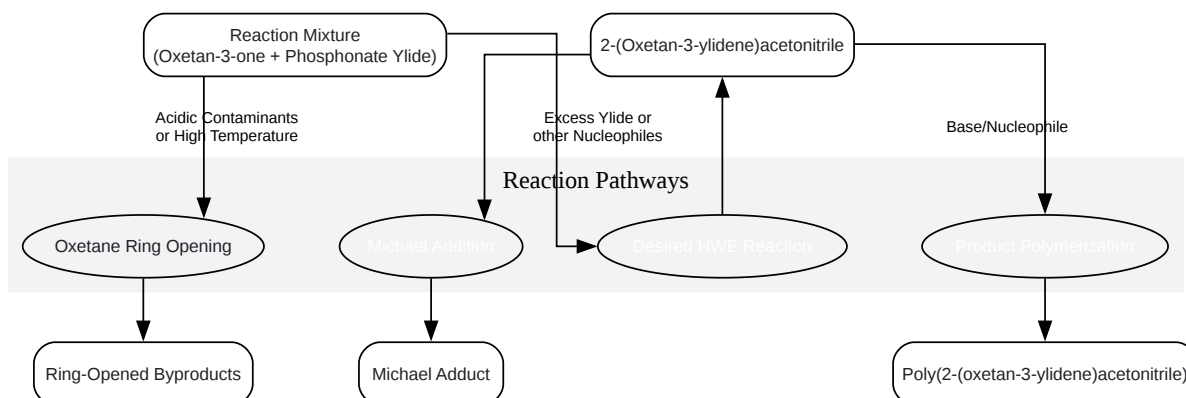 Reaction Mixture
(Oxetan-3-one + Phosphonate Ylide)
2-(Oxetan-3-ylidene)acetonitrile
Acidic Contaminants
or High Temperature
Excess Ylide or
other Nucleophiles
Base/Nucleophile
Reaction Pathways
Oxetane Ring Opening
Michael Addition
Desired HWE Reaction
Product Polymerization
Ring-Opened Byproducts
Michael Adduct
Poly(2-(oxetan-3-ylidene)acetonitrile)